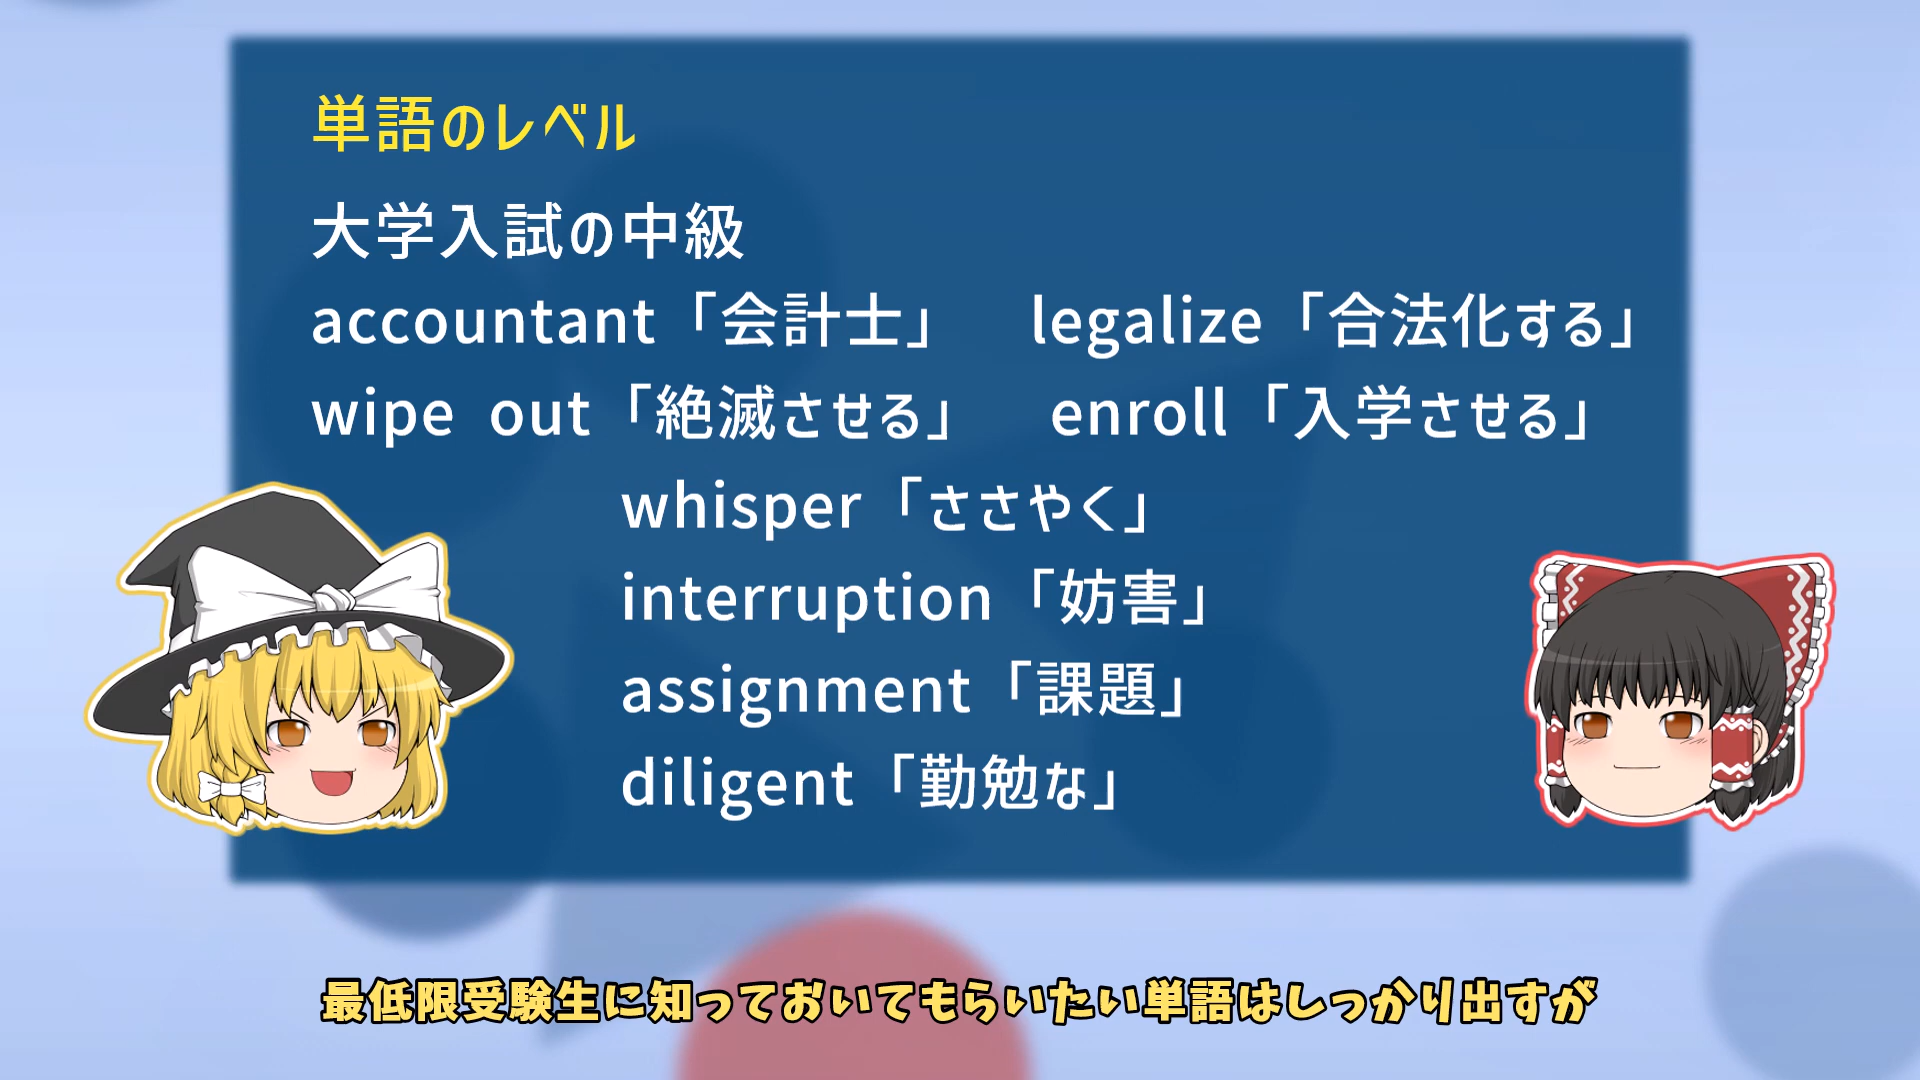 単語のレベル
大学入試の中級
accountant「会計士」 legalize「合法化する」
wipe out「絶滅させる」 enroll「入学させる」
whisper「ささやく」
interruption「妨害」
assignment「課題」
diligent「勤勉な」
最低限受験生に知っておいてもらいたい単語はしっかり出すが